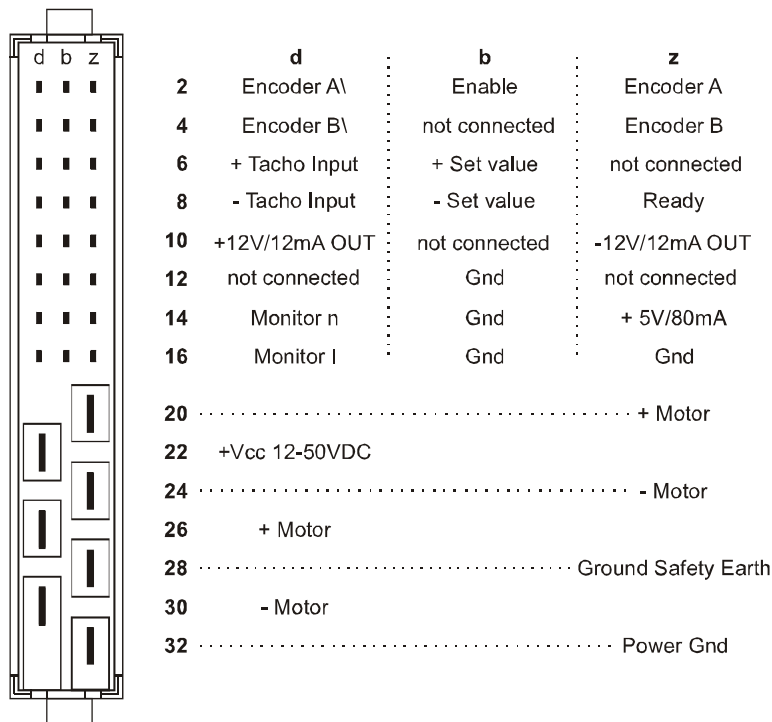 d b z
d b z
2 Encoder A\ Enable Encoder A
4 Encoder B\ not connected Encoder B
6 + Tacho Input + Set value not connected
8 - Tacho Input - Set value Ready
10 +12V/12mA OUT not connected -12V/12mA OUT
12 not connected Gnd not connected
14 Monitor n Gnd + 5V/80mA
16 Monitor I Gnd Gnd
20 + Motor
22 +Vcc 12-50VDC
24 - Motor
26 + Motor
28 Ground Safety Earth
30 - Motor
32 Power Gnd